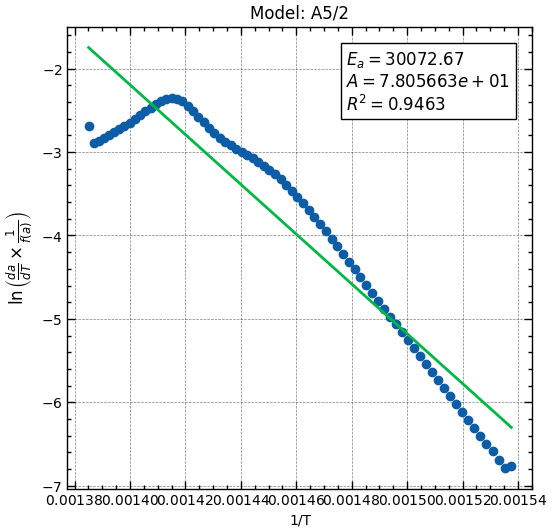 Model: A5/2
E_a = 30072.67
A = 7.805663e + 01
R^2 = 0.9463
−2
−3
−4
−5
−6
−7
ln (da/dT × 1/f(a))
0.00138 0.00140 0.00142 0.00144 0.00146 0.00148 0.00150 0.00152 0.00154
1/T